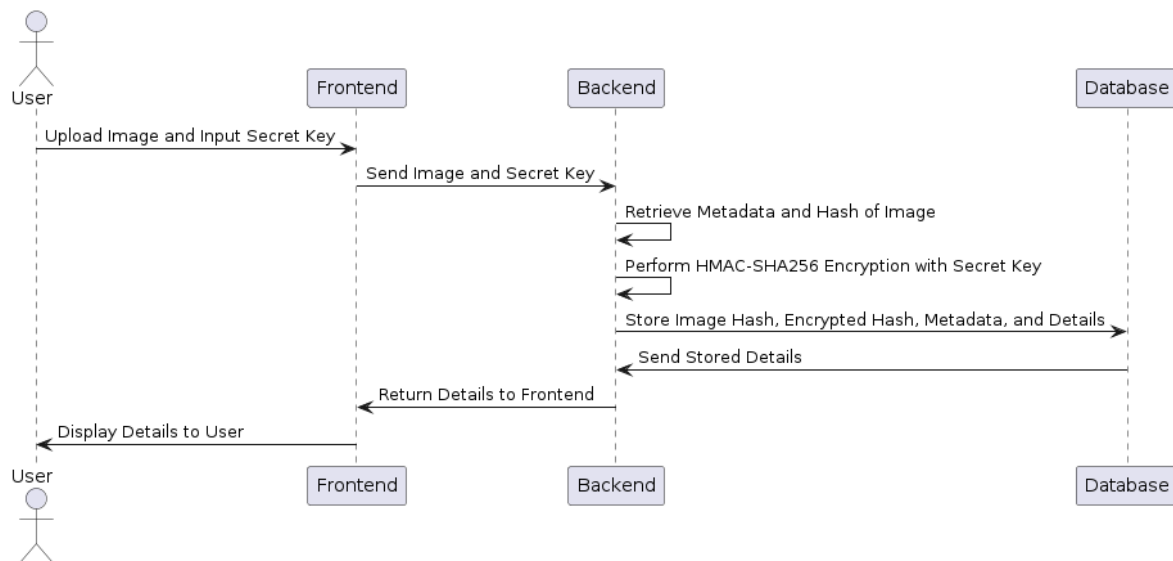 User
Frontend
Backend
Database
Upload Image and Input Secret Key
Send Image and Secret Key
Retrieve Metadata and Hash of Image
Perform HMAC-SHA256 Encryption with Secret Key
Store Image Hash, Encrypted Hash, Metadata, and Details
Send Stored Details
Return Details to Frontend
Display Details to User
User
Frontend
Backend
Database